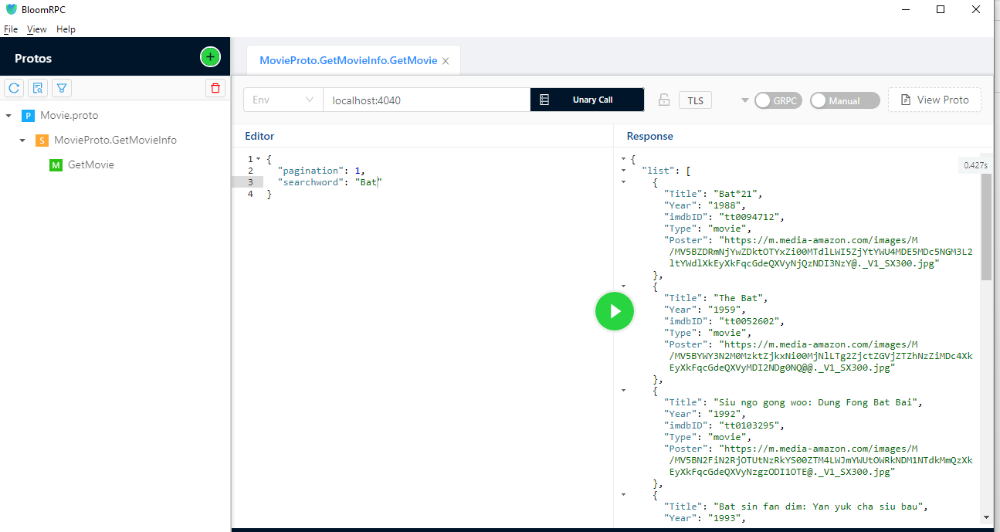 BloomRPC
File View Help
Protos
MovieProto.GetMovieInfo.GetMovie
Env
localhost:4040
Unary Call
TLS
GRPC
Manual
View Proto
Movie.proto
MovieProto.GetMovieInfo
GetMovie
P
S
M
Editor
1 {
2 "pagination": 1,
3 "searchword": "Bat"
4 }
Response
0.427s
{
"list": [
{
"Title": "Bat*21",
"Year": "1988",
"imdbID": "tt0094712",
"Type": "movie",
"Poster": "https://m.media-amazon.com/images/M
/MV5BZDRmNjYwZDktOTYxZi00MTdlLWI5ZjYtYWU4MDE5MDc5NGM3L2
ltYWdlXkEyXkFqcGdeQXVyNjQzNDI3NzY@._V1_SX300.jpg"
},
{
"Title": "The Bat",
"Year": "1959",
"imdbID": "tt0052602",
"Type": "movie",
"Poster": "https://m.media-amazon.com/images/M
/MV5BYWY3N2M0MzktZjkxNi00MjNlLTg2ZjctZGVjZTZhNzZiMDc4Xk
EyXkFqcGdeQXVyMDI2NDg0NQ@@._V1_SX300.jpg"
},
{
"Title": "Siu ngo gong woo: Dung Fong Bat Bai",
"Year": "1992",
"imdbID": "tt0103295",
"Type": "movie",
"Poster": "https://m.media-amazon.com/images/M
/MV5BN2FiN2RjOTUtNzRkYS00ZTM4LWJmYWUtOWRkNDM1NTdkMmQzXk
EyXkFqcGdeQXVyNzgzODI1OTE@._V1_SX300.jpg"
},
{
"Title": "Bat sin fan dim: Yan yuk cha siu bau",
"Year": "1993",